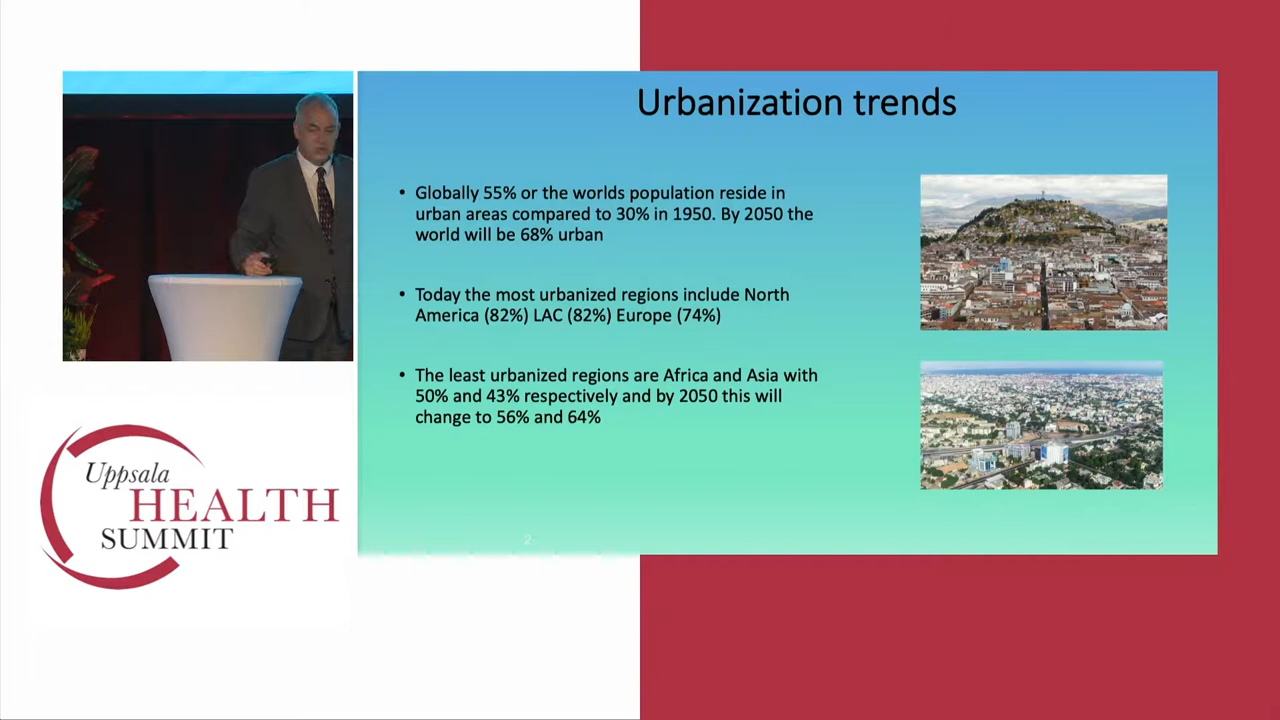 Urbanization trends
• Globally 55% or the worlds population reside in
urban areas compared to 30% in 1950. By 2050 the
world will be 68% urban
• Today the most urbanized regions include North
America (82%) LAC (82%) Europe (74%)
• The least urbanized regions are Africa and Asia with
50% and 43% respectively and by 2050 this will
change to 56% and 64%
2
Uppsala
HEALTH
SUMMIT